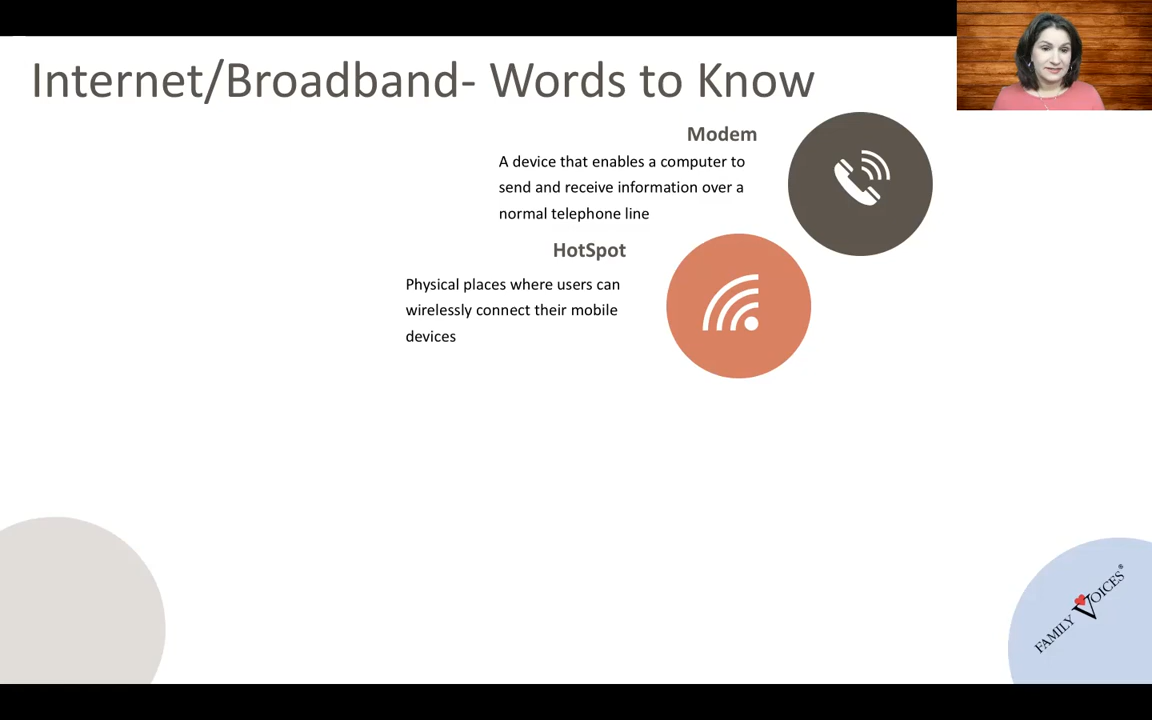 Internet/Broadband- Words to Know
Modem
A device that enables a computer to
send and receive information over a
normal telephone line
HotSpot
Physical places where users can
wirelessly connect their mobile
devices
FAMILY VOICES®